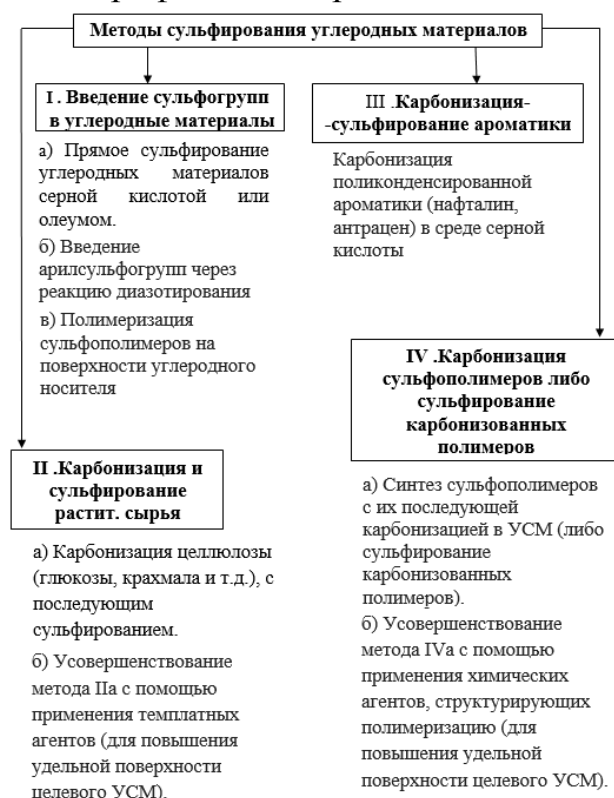 Методы сульфирования углеродных материалов
I . Введение сульфогрупп
в углеродные материалы
а) Прямое сульфирование
углеродных материалов
серной кислотой или
олеумом.
б) Введение
арилсульфогрупп через
реакцию диазотирования
в) Полимеризация
сульфополимеров на
поверхности углеродного
носителя
II .Карбонизация и
сульфирование
растит. сырья
а) Карбонизация целлюлозы
(глюкозы, крахмала и т.д.), с
последующим
сульфированием.
б) Усовершенствование
метода IIа с помощью
применения темплатных
агентов (для повышения
удельной поверхности
целевого УСМ).
III .Карбонизация-
-сульфирование ароматики
Карбонизация
поликонденсированной
ароматики (нафталин,
антрацен) в среде серной
кислоты
IV .Карбонизация
сульфополимеров либо
сульфирование
карбонизованных
полимеров
а) Синтез сульфополимеров
с их последующей
карбонизацией в УСМ (либо
сульфирование
карбонизованных
полимеров).
б) Усовершенствование
метода IVа с помощью
применения химических
агентов, структурирующих
полимеризацию (для
повышения удельной
поверхности целевого УСМ).